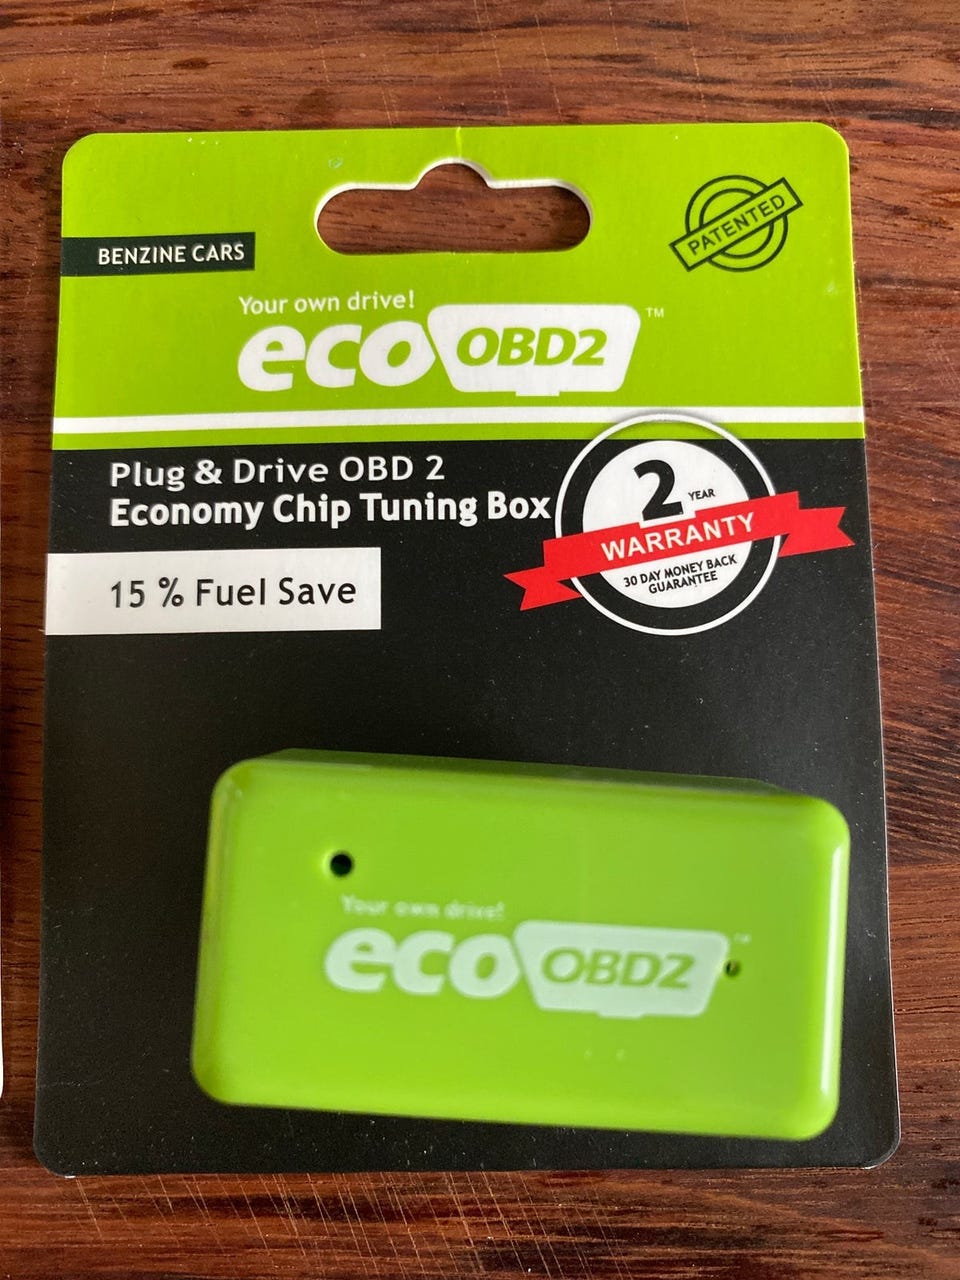 BENZINE CARS
PATENTED
Your own drive!
eco OBD2 ™
Plug & Drive OBD 2
Economy Chip Tuning Box
2 YEAR
WARRANTY
30 DAY MONEY BACK
GUARANTEE
15 % Fuel Save
Your own drive!
eco OBD2 ™